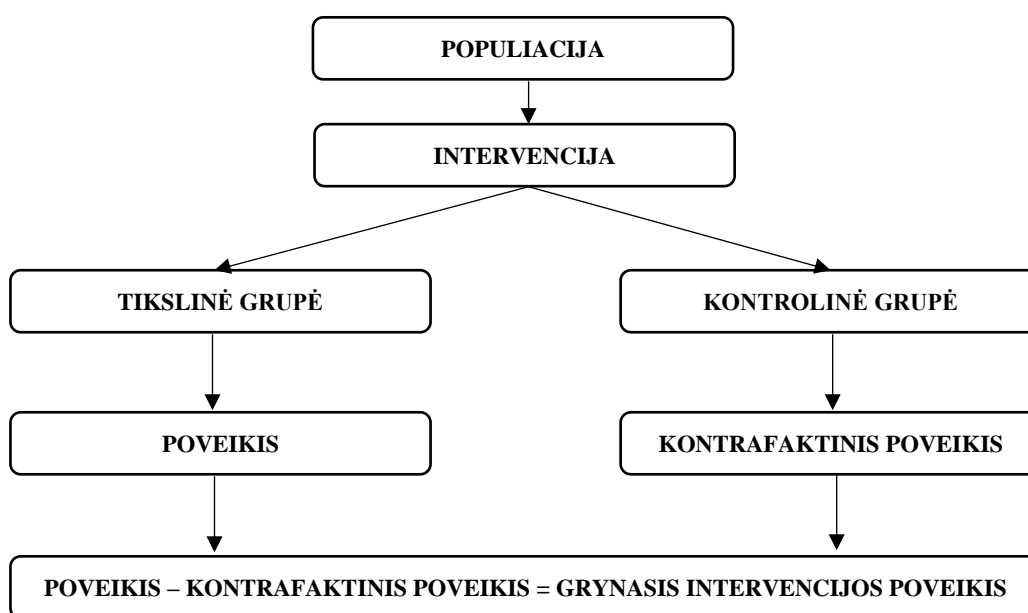 POPULIACIJA
INTERVENCIJA
TIKSLINĖ GRUPĖ
KONTROLINĖ GRUPĖ
POVEIKIS
KONTRAFAKTINIS POVEIKIS
POVEIKIS – KONTRAFAKTINIS POVEIKIS = GRYNASIS INTERVENCIJOS POVEIKIS